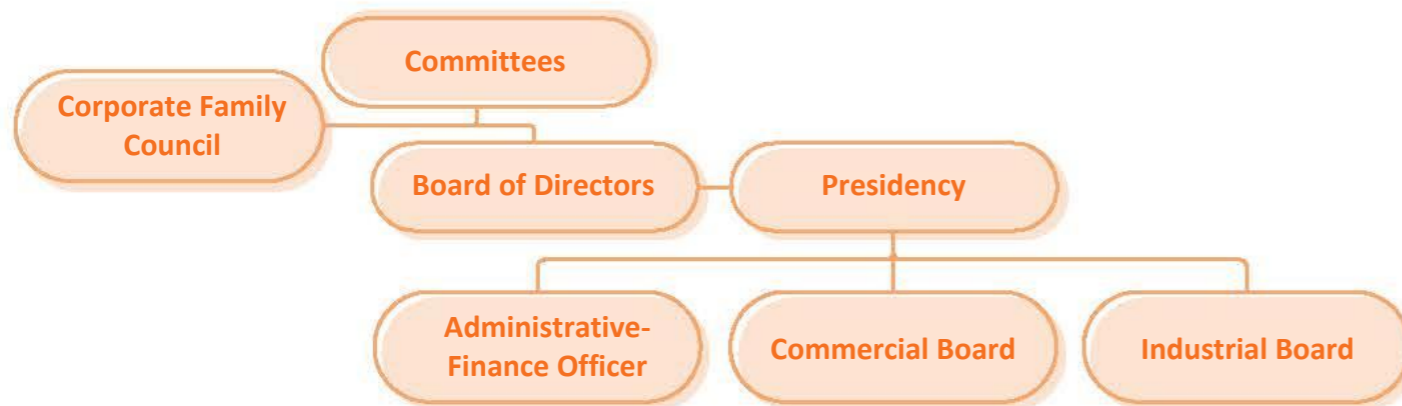 Committees
Corporate Family
Council
Board of Directors
Presidency
Administrative-
Finance Officer
Commercial Board
Industrial Board